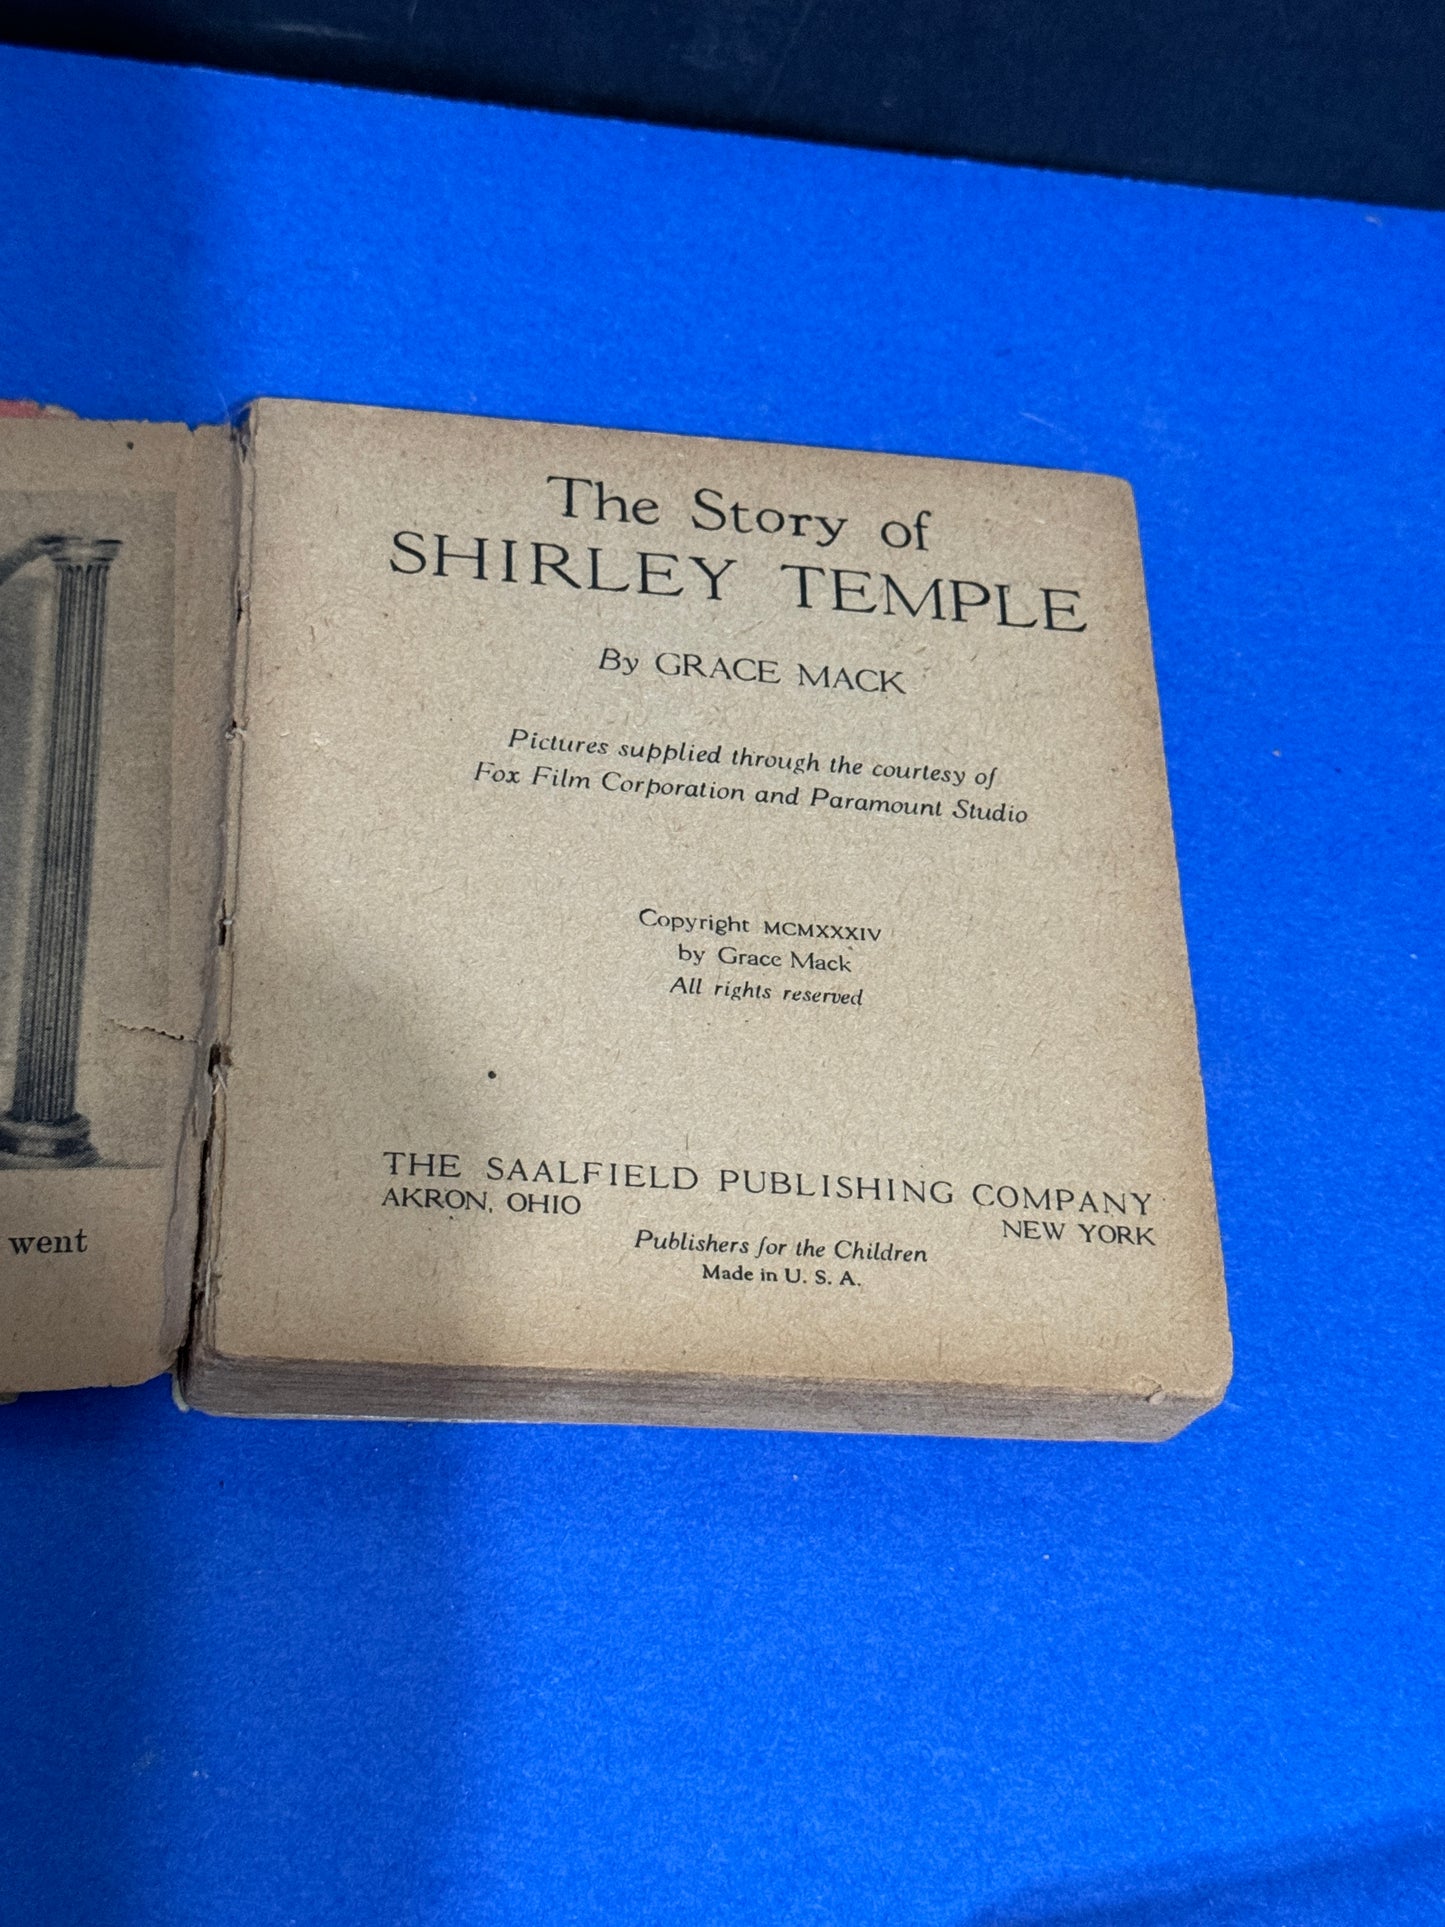 The Story of
SHIRLEY TEMPLE
By GRACE MACK
Pictures supplied through the courtesy of
Fox Film Corporation and Paramount Studio
Copyright MCMXXXIV
by Grace Mack
All rights reserved
THE SAALFIELD PUBLISHING COMPANY
AKRON, OHIO NEW YORK
Publishers for the Children
Made in U. S. A.
went